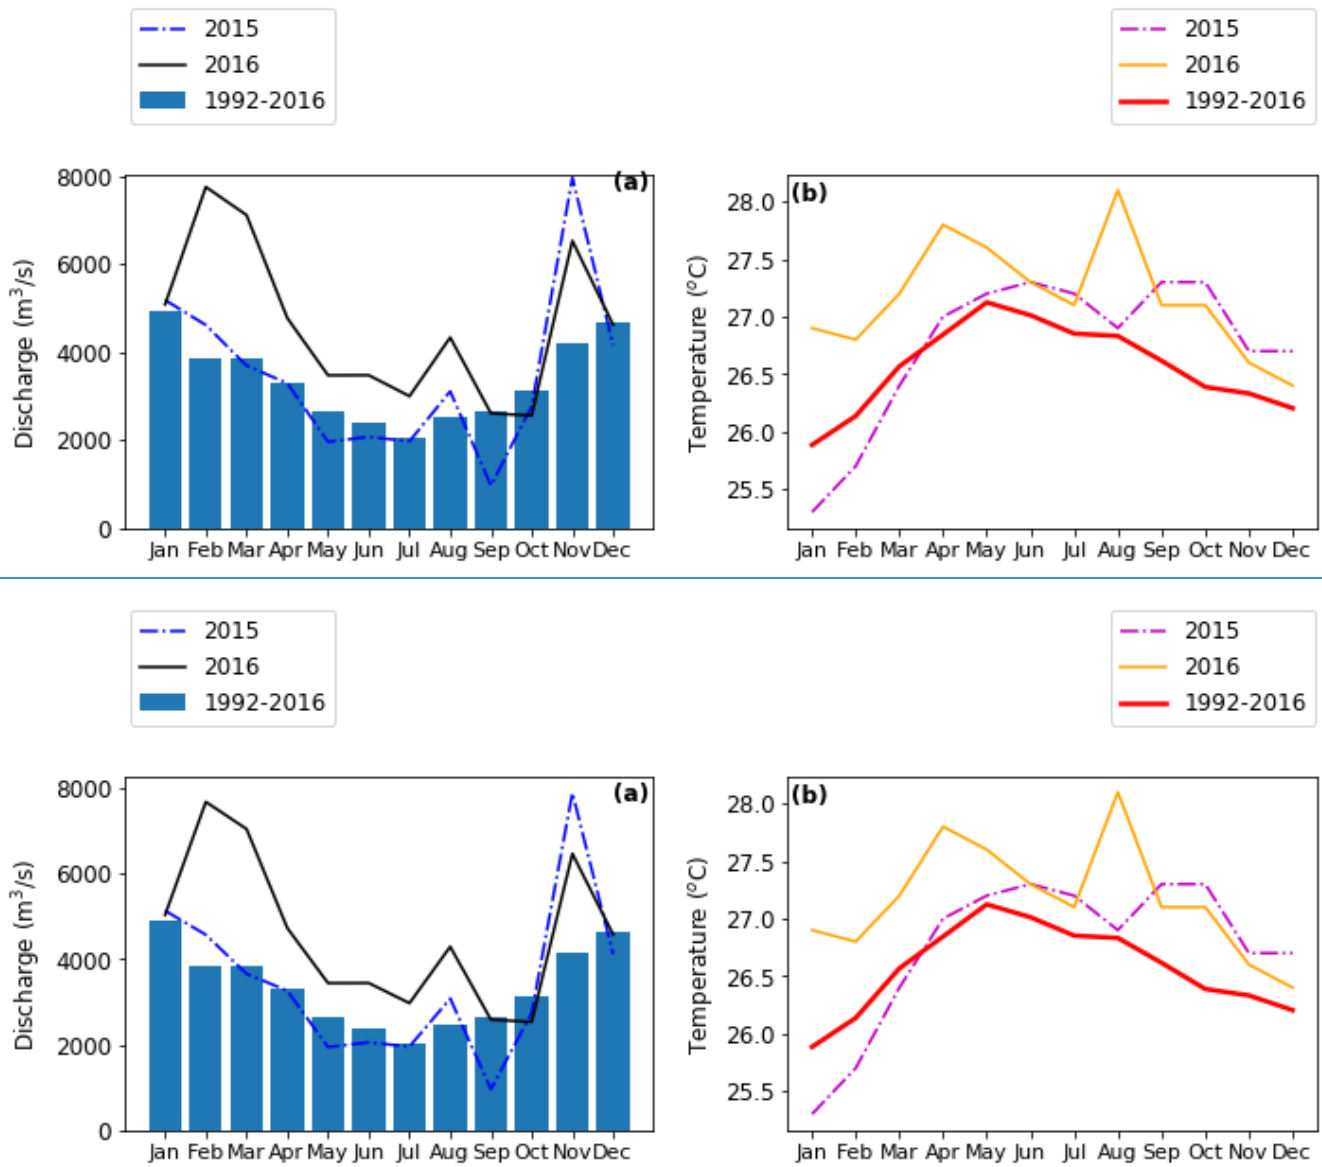 2015
2016
1992-2016
2015
2016
1992-2016
(a)
8000
6000
4000
2000
0
Discharge (m³/s)
Jan Feb Mar Apr May Jun Jul Aug Sep Oct Nov Dec
(b)
28.0
27.5
27.0
26.5
26.0
25.5
Temperature (°C)
Jan Feb Mar Apr May Jun Jul Aug Sep Oct Nov Dec
2015
2016
1992-2016
2015
2016
1992-2016
(a)
8000
6000
4000
2000
0
Discharge (m³/s)
Jan Feb Mar Apr May Jun Jul Aug Sep Oct Nov Dec
(b)
28.0
27.5
27.0
26.5
26.0
25.5
Temperature (°C)
Jan Feb Mar Apr May Jun Jul Aug Sep Oct Nov Dec